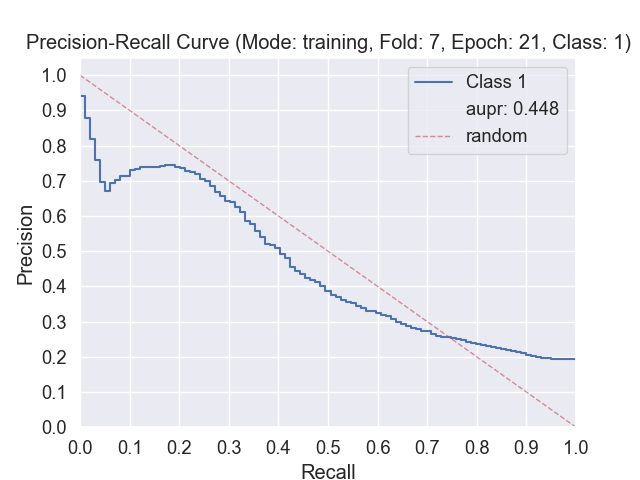 Precision-Recall Curve (Mode: training, Fold: 7, Epoch: 21, Class: 1)
Class 1
aupr: 0.448
random
Precision
1.0
0.9
0.8
0.7
0.6
0.5
0.4
0.3
0.2
0.1
0.0
0.0 0.1 0.2 0.3 0.4 0.5 0.6 0.7 0.8 0.9 1.0
Recall